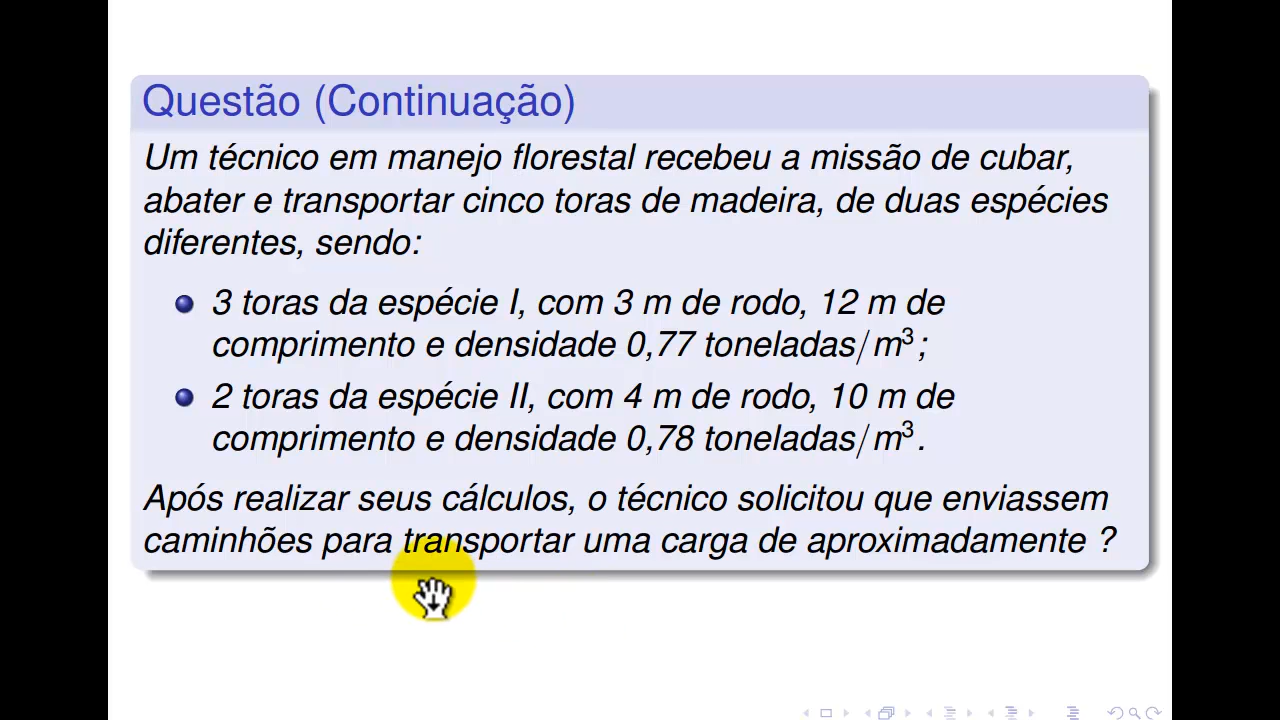 Questão (Continuação)
Um técnico em manejo florestal recebeu a missão de cubar,
abater e transportar cinco toras de madeira, de duas espécies
diferentes, sendo:
3 toras da espécie I, com 3 m de rodo, 12 m de
comprimento e densidade 0,77 toneladas/m³;
2 toras da espécie II, com 4 m de rodo, 10 m de
comprimento e densidade 0,78 toneladas/m³.
Após realizar seus cálculos, o técnico solicitou que enviassem
caminhões para transportar uma carga de aproximadamente ?